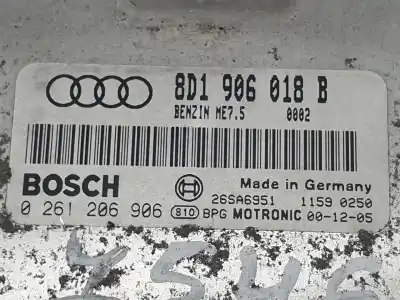 8D1 906 018 B
BENZIN ME7.5 0002
BOSCH Made in Germany
26SA6951 1159 0250
0 261 206 906 810 BPG MOTRONIC 00-12-05